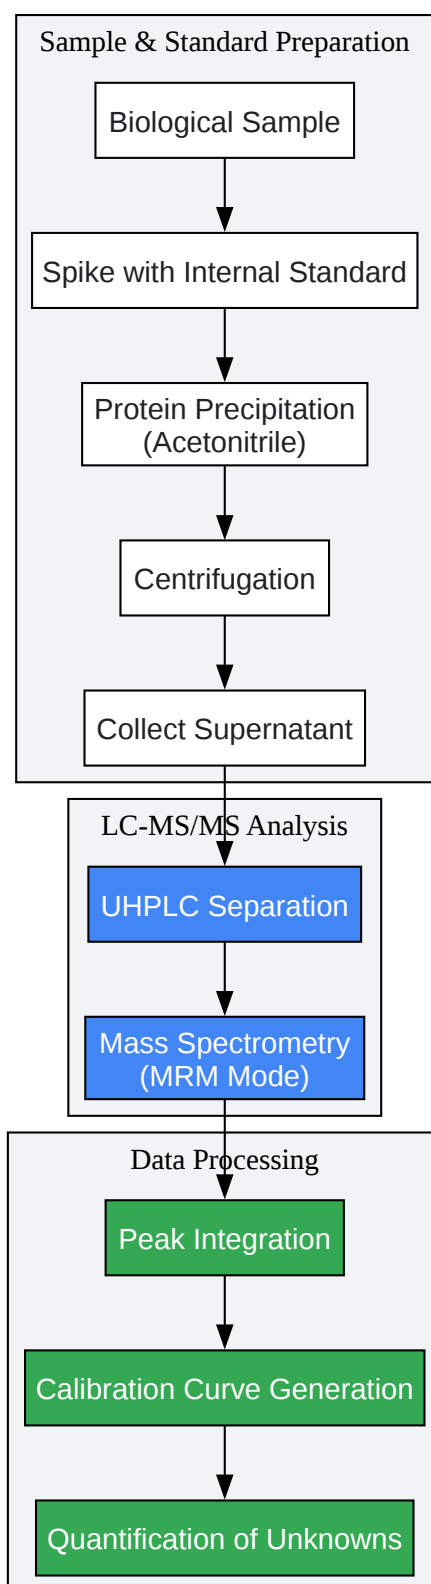 Sample & Standard Preparation
Biological Sample
Spike with Internal Standard
Protein Precipitation
(Acetonitrile)
Centrifugation
Collect Supernatant
LC-MS/MS Analysis
UHPLC Separation
Mass Spectrometry
(MRM Mode)
Data Processing
Peak Integration
Calibration Curve Generation
Quantification of Unknowns